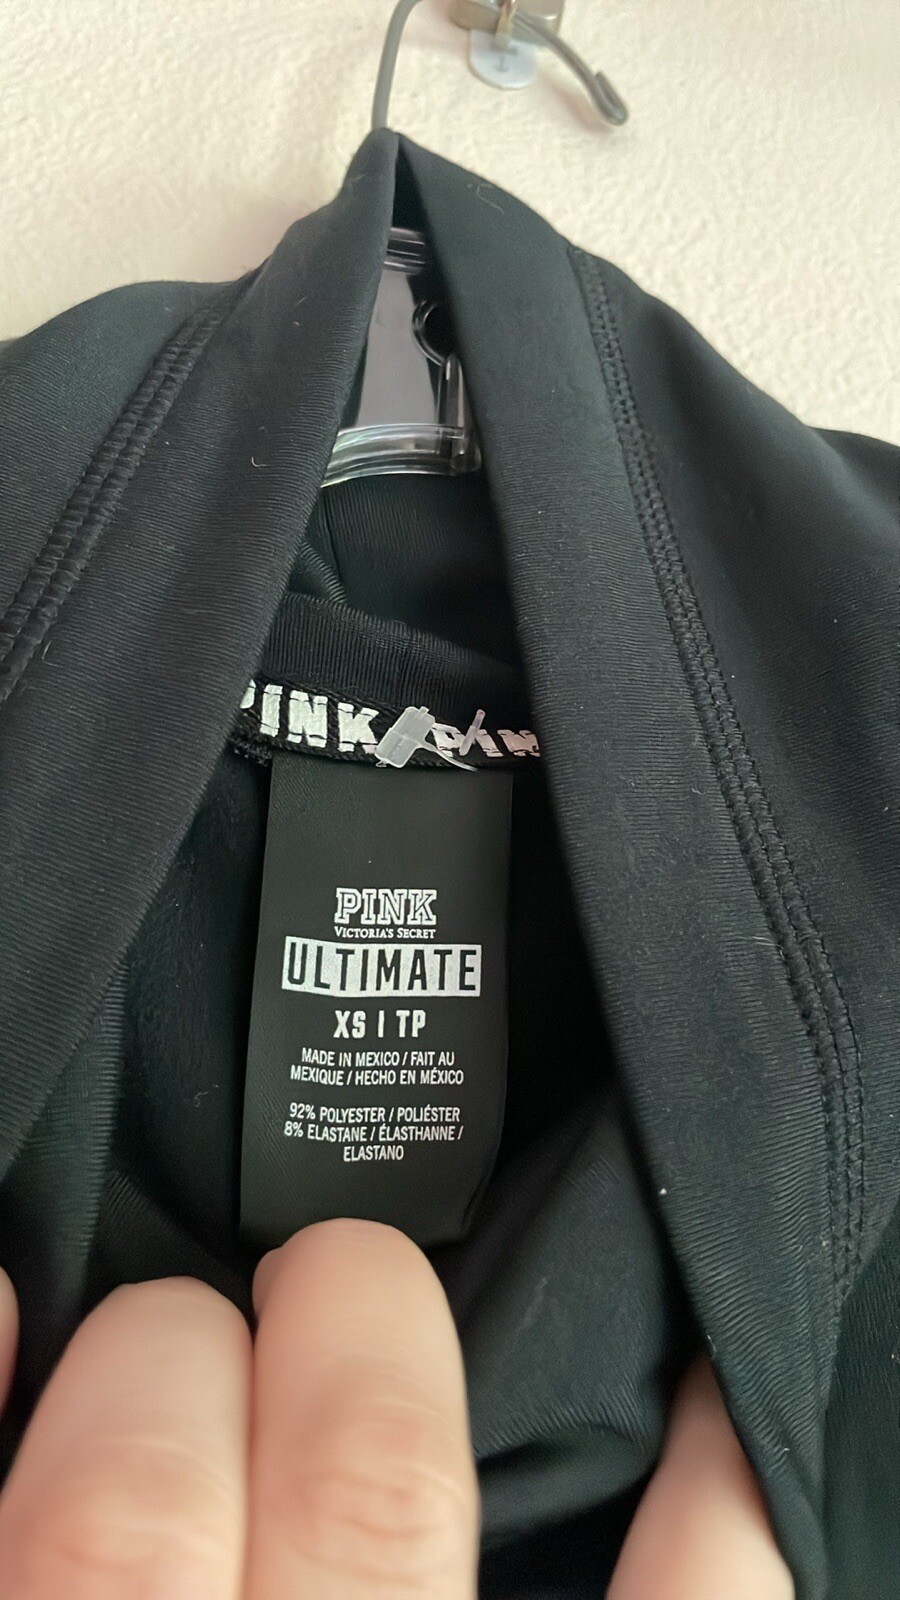 PINK PIN
PINK
VICTORIA'S SECRET
ULTIMATE
XS | TP
MADE IN MEXICO / FAIT AU
MEXIQUE / HECHO EN MÉXICO
92% POLYESTER / POLIÉSTER
8% ELASTANE / ÉLASTHANNE /
ELASTANO